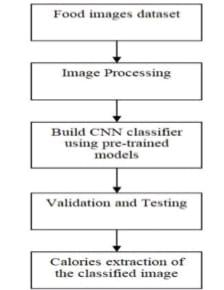 Food images dataset
Image Processing
Build CNN classifier
using pre-trained
models
Validation and Testing
Calories extraction of
the classified image